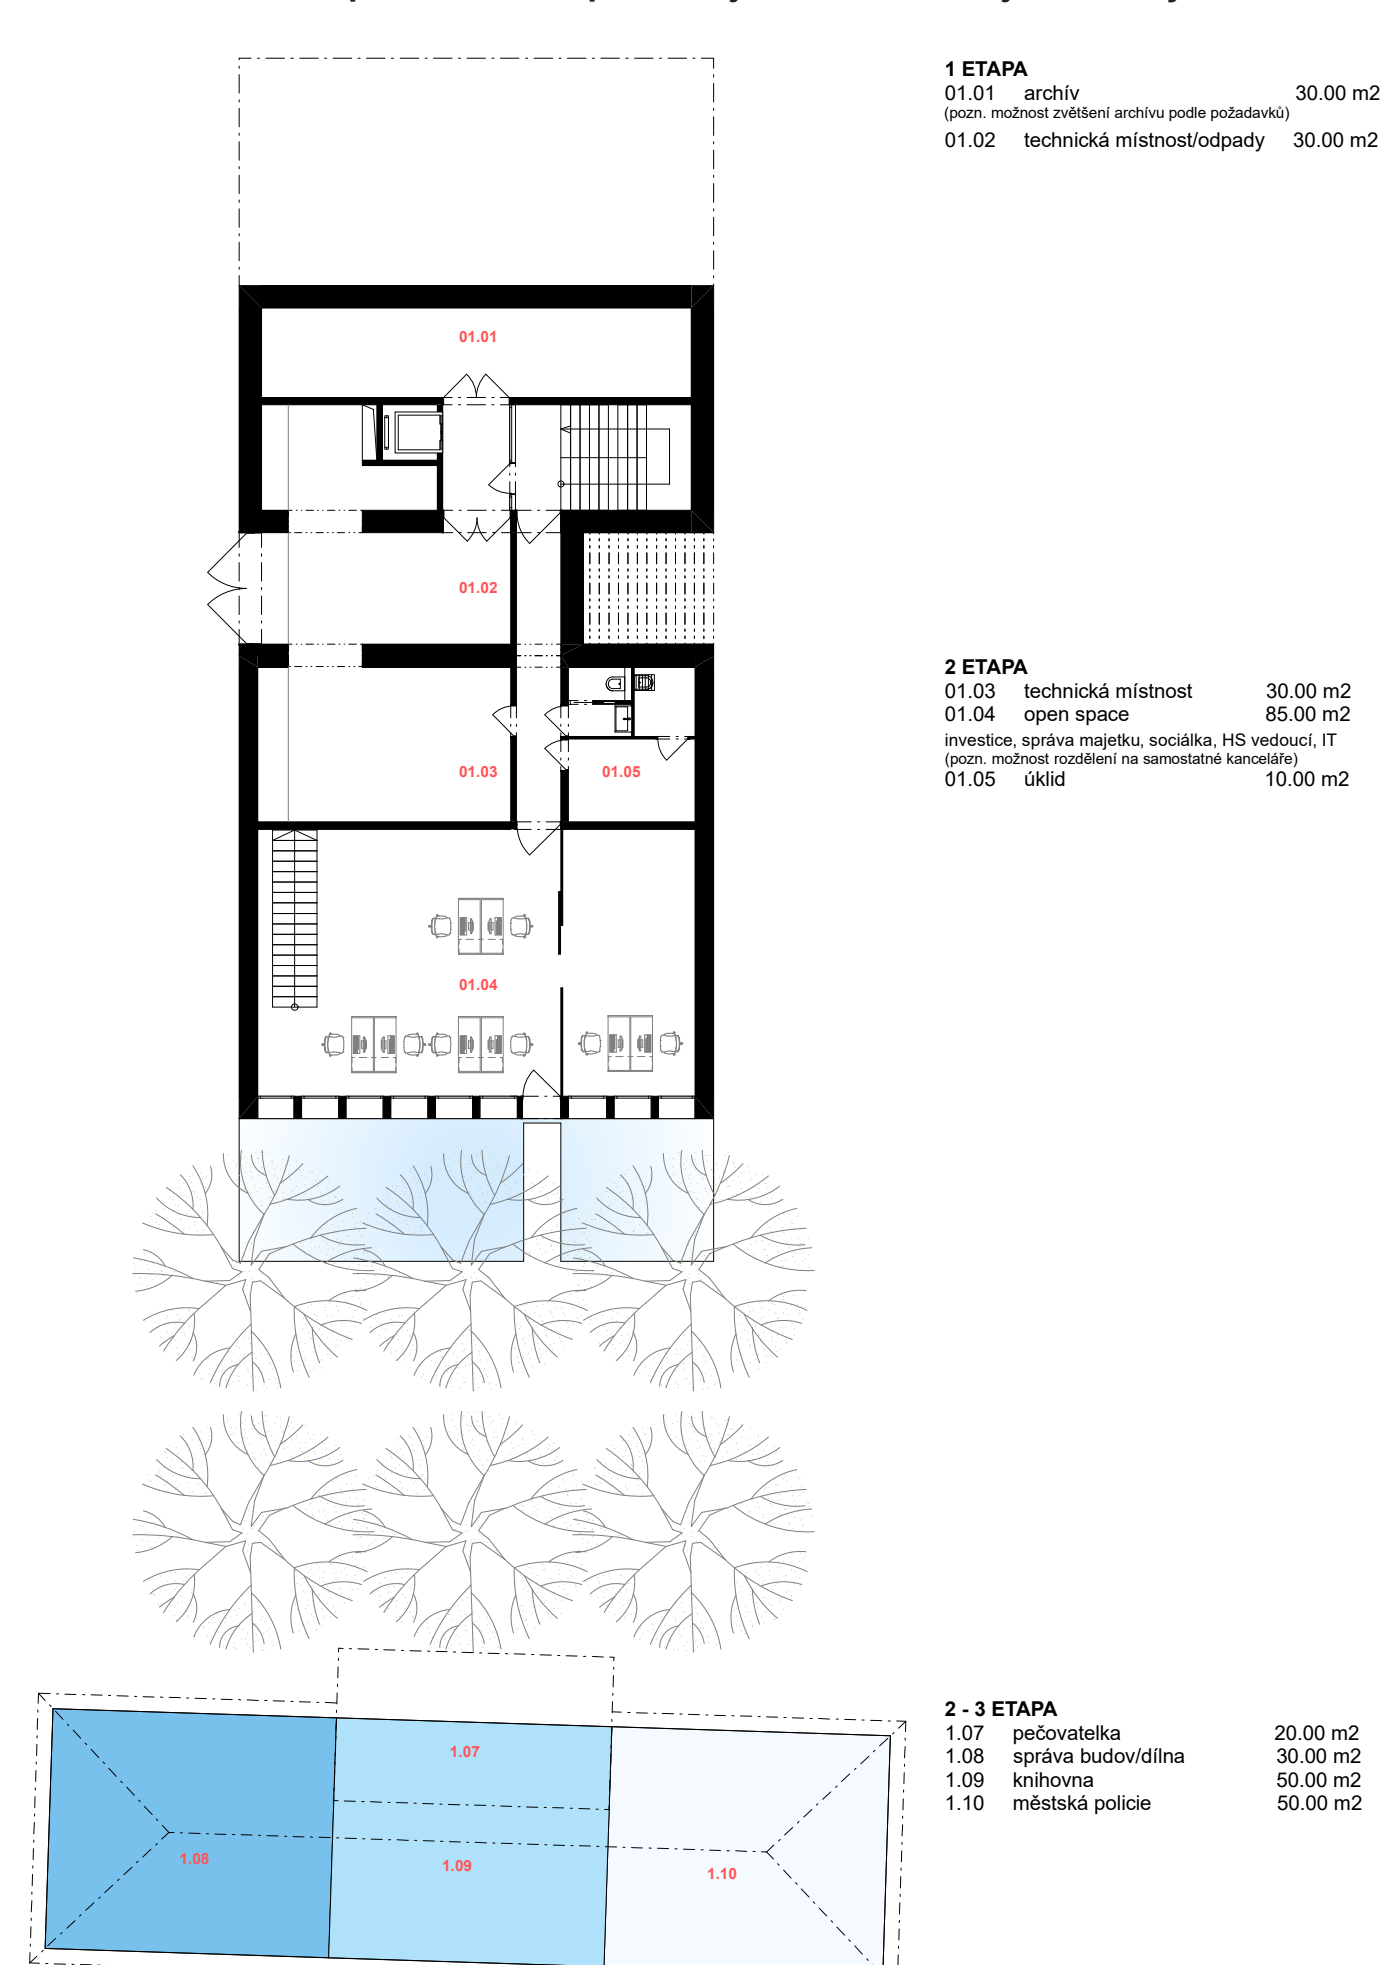 1 ETAPA
01.01 archív 30.00 m2
(pozn. možnost zvětšení archívu podle požadavků)
01.02 technická místnost/odpady 30.00 m2
01.01
01.02
2 ETAPA
01.03 technická místnost 30.00 m2
01.04 open space 85.00 m2
investice, správa majetku, sociálka, HS vedoucí, IT
(pozn. možnost rozdělení na samostatné kanceláře)
01.05 úklid 10.00 m2
01.03
01.05
01.04
2 - 3 ETAPA
1.07 pečovatelka 20.00 m2
1.08 správa budov/dílna 30.00 m2
1.09 knihovna 50.00 m2
1.10 městská policie 50.00 m2
1.07
1.08
1.09
1.10